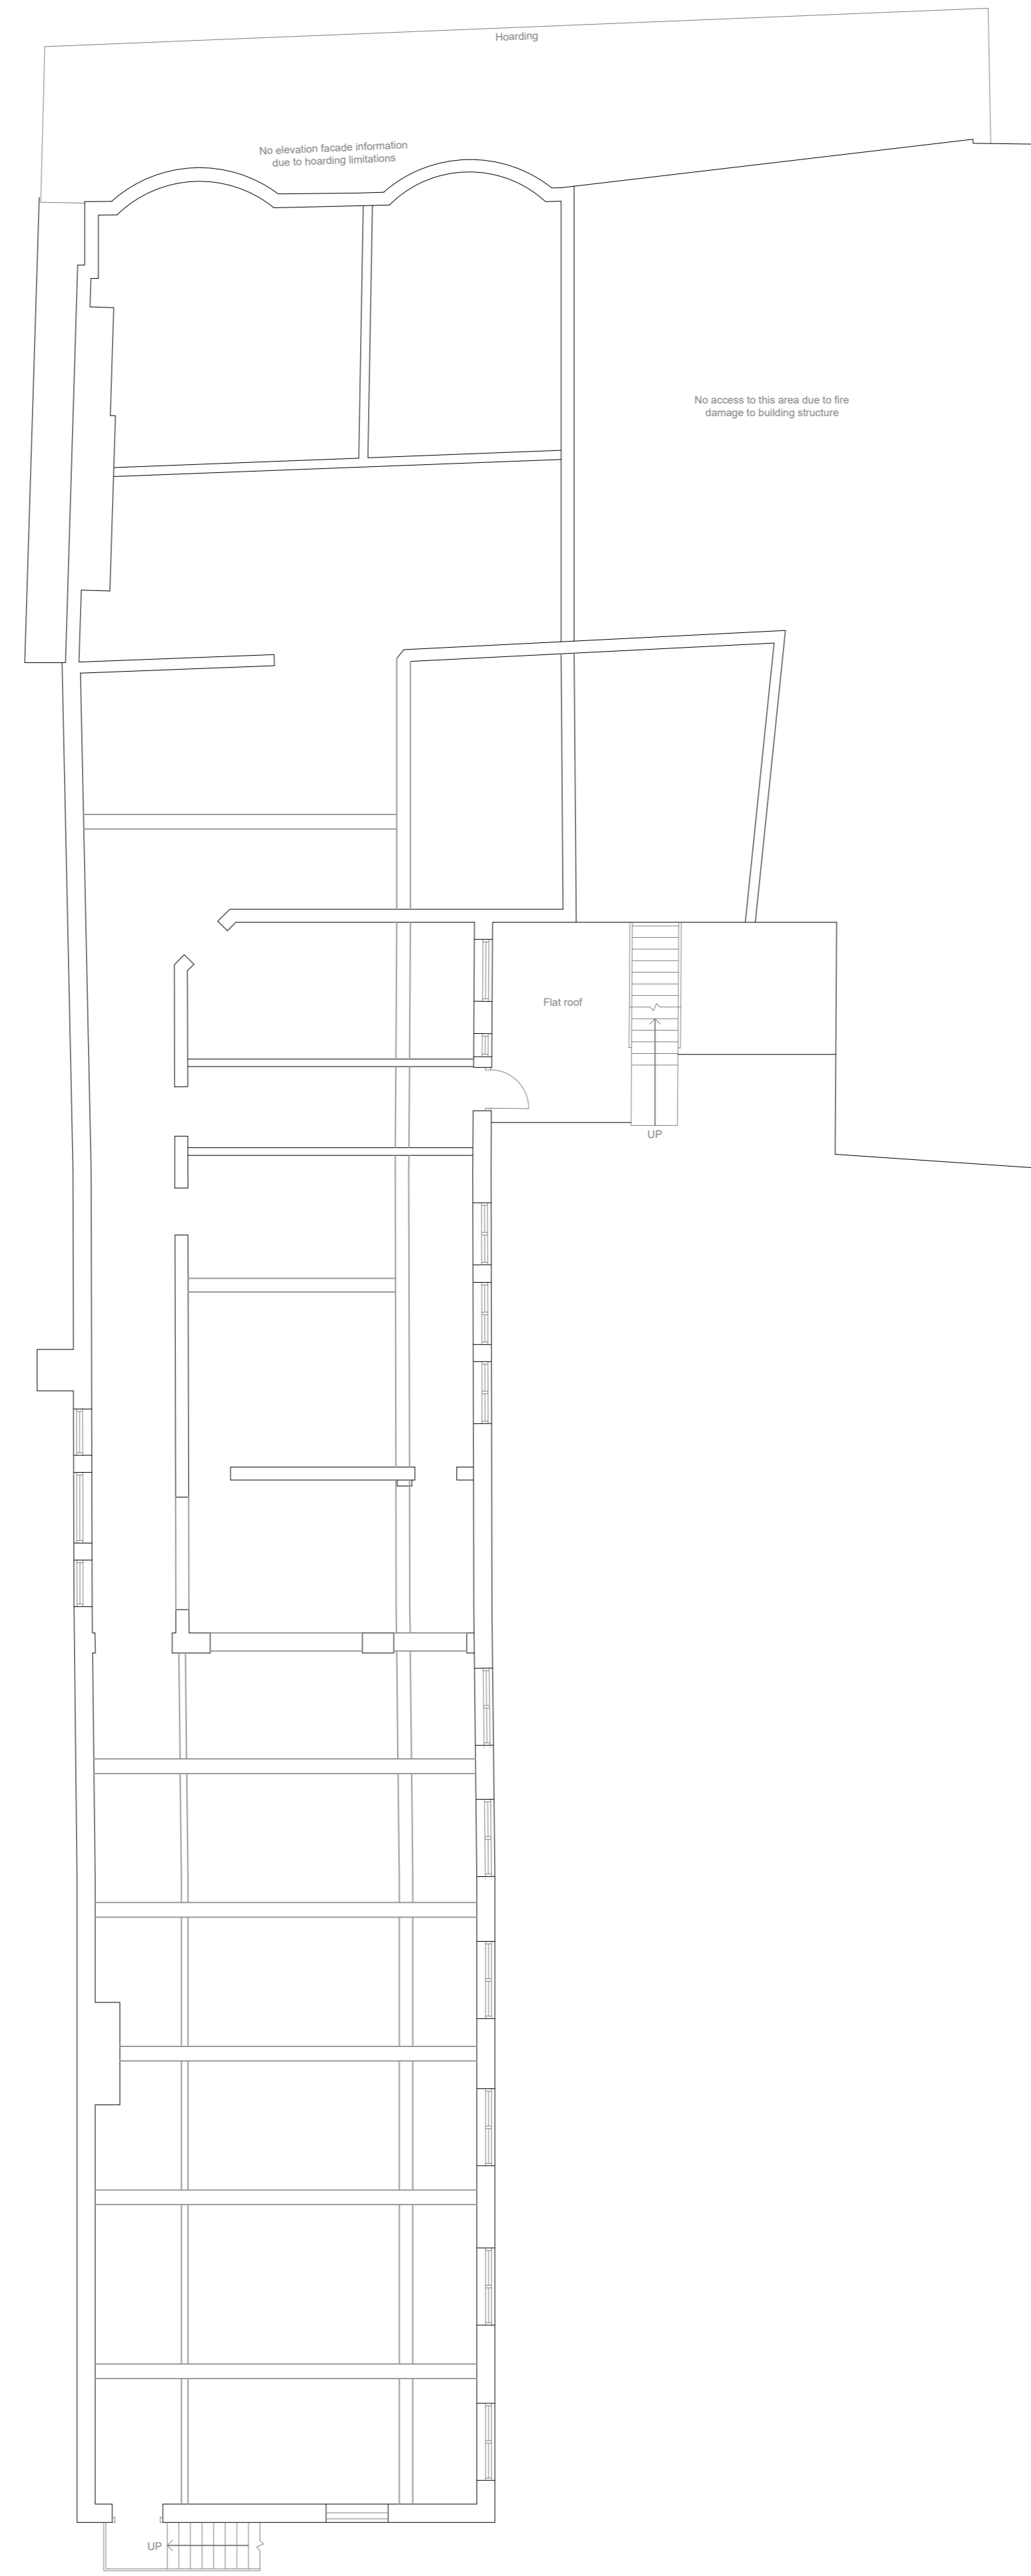 Hoarding
No elevation facade information
due to hoarding limitations
No access to this area due to fire
damage to building structure
Flat roof
UP
UP